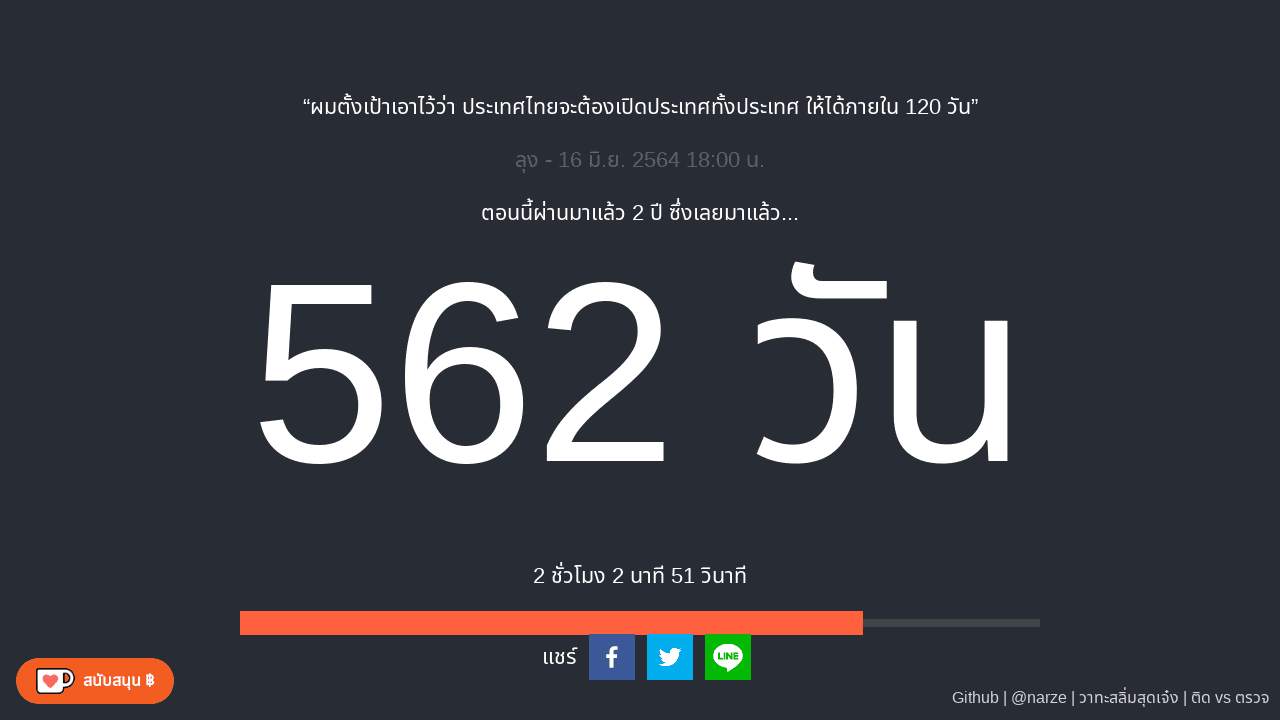 “ผมตั้งเป้าเอาไว้ว่า ประเทศไทยจะต้องเปิดประเทศทั้งประเทศ ให้ได้ภายใน 120 วัน”
ลุง - 16 มิ.ย. 2564 18:00 น.
ตอนนี้ผ่านมาแล้ว 2 ปี ซึ่งเลยมาแล้ว...
562 วัน
2 ชั่วโมง 2 นาที 51 วินาที
แชร์
LINE
สนับสนุน ฿
Github | @narze | วาทะสลิ่มสุดเจ๋ง | ติด vs ตรวจ